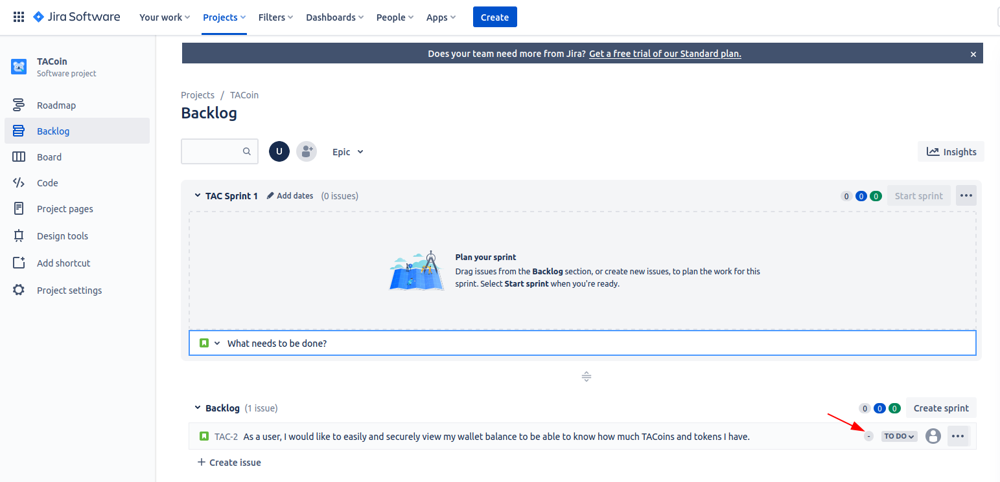 Jira Software Your work Projects Filters Dashboards People Apps Create
Does your team need more from Jira? Get a free trial of our Standard plan. ×
TACoin
Software project
Roadmap
Backlog
Board
Code
Project pages
Design tools
Add shortcut
Project settings
Projects / TACoin
Backlog
U Epic Insights
TAC Sprint 1 Add dates (0 issues) 0 0 0 Start sprint
Plan your sprint
Drag issues from the Backlog section, or create new issues, to plan the work for this
sprint. Select Start sprint when you're ready.
What needs to be done?
Backlog (1 issue) 0 0 0 Create sprint
TAC-2 As a user, I would like to easily and securely view my wallet balance to be able to know how much TACoins and tokens I have. - TO DO
+ Create issue